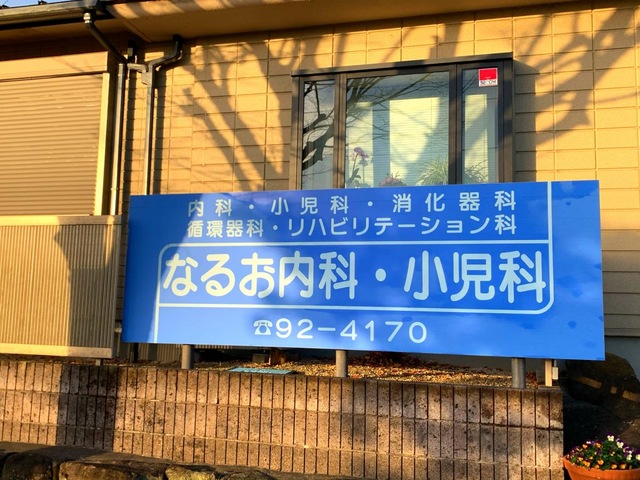 内科・小児科・消化器科
循環器科・リハビリテーション科
なるお内科・小児科
☎92-4170